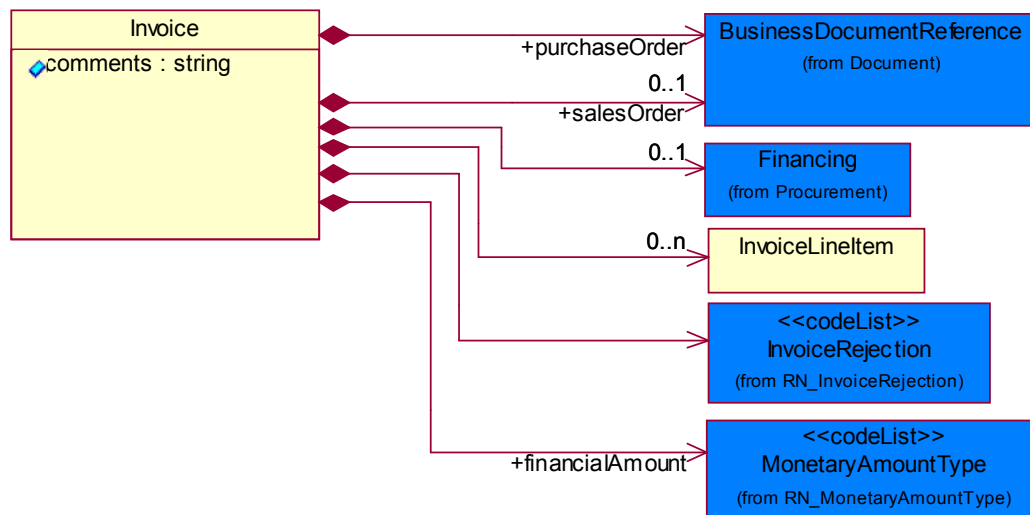 Invoice
comments : string
+purchaseOrder
BusinessDocumentReference
(from Document)
0..1
+salesOrder
0..1
Financing
(from Procurement)
0..n
InvoiceLineItem
<<codeList>>
InvoiceRejection
(from RN_InvoiceRejection)
+financialAmount
<<codeList>>
MonetaryAmountType
(from RN_MonetaryAmountType)